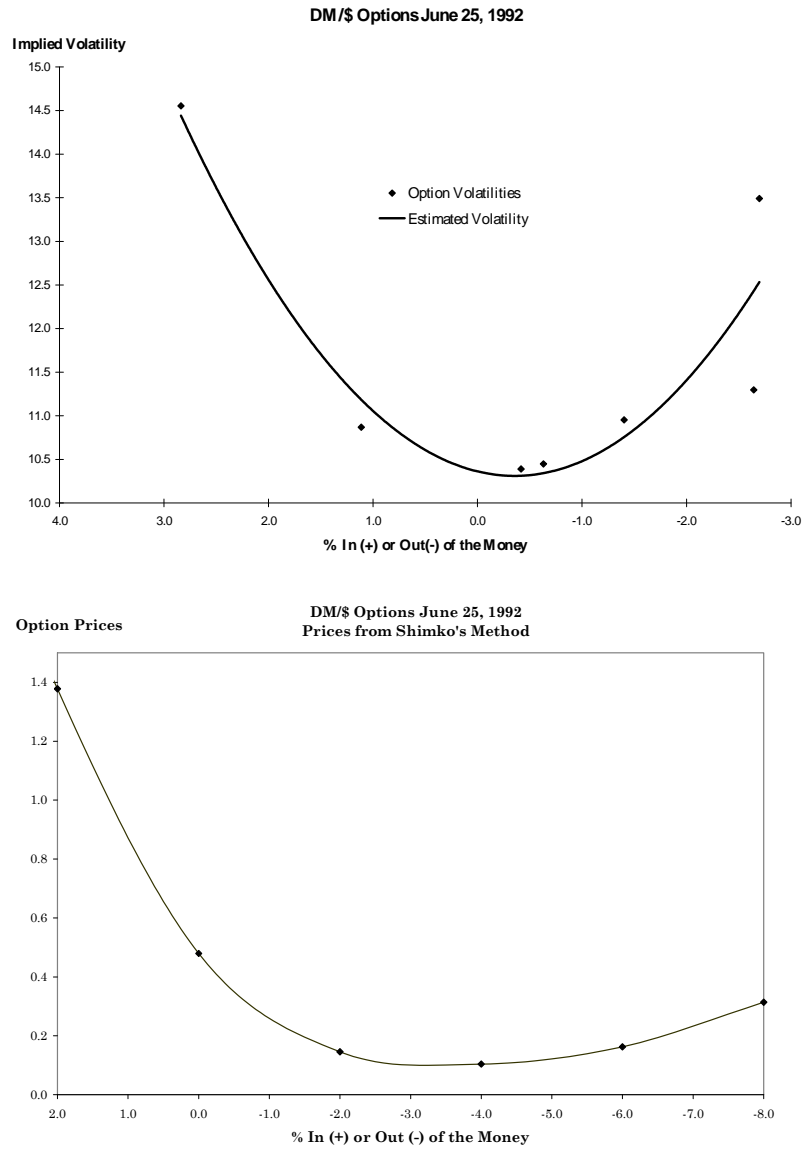 DM/$ Options June 25, 1992
Implied Volatility
15.0
14.5
14.0
13.5
13.0
12.5
12.0
11.5
11.0
10.5
10.0
Option Volatilities
Estimated Volatility
4.0 3.0 2.0 1.0 0.0 -1.0 -2.0 -3.0
% In (+) or Out(-) of the Money
DM/$ Options June 25, 1992
Prices from Shimko's Method
Option Prices
1.4
1.2
1.0
0.8
0.6
0.4
0.2
0.0
2.0 1.0 0.0 -1.0 -2.0 -3.0 -4.0 -5.0 -6.0 -7.0 -8.0
% In (+) or Out (-) of the Money